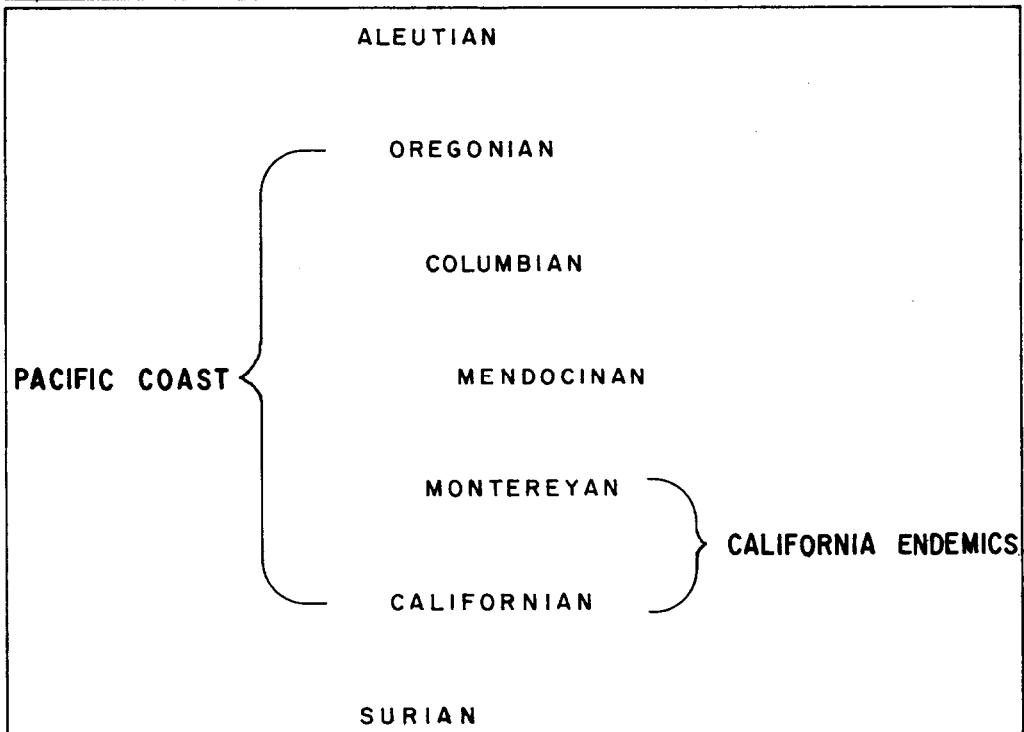 ALEUTIAN
OREGONIAN
COLUMBIAN
PACIFIC COAST
MENDOCINAN
MONTEREYAN
CALIFORNIA ENDEMICS
CALIFORNIAN
SURIAN